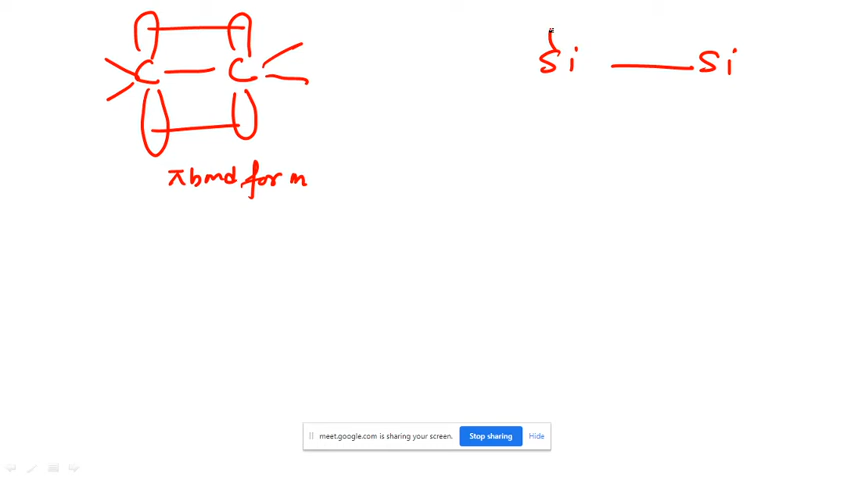 C — C
π bond form
Si — Si
meet.google.com is sharing your screen. Stop sharing Hide